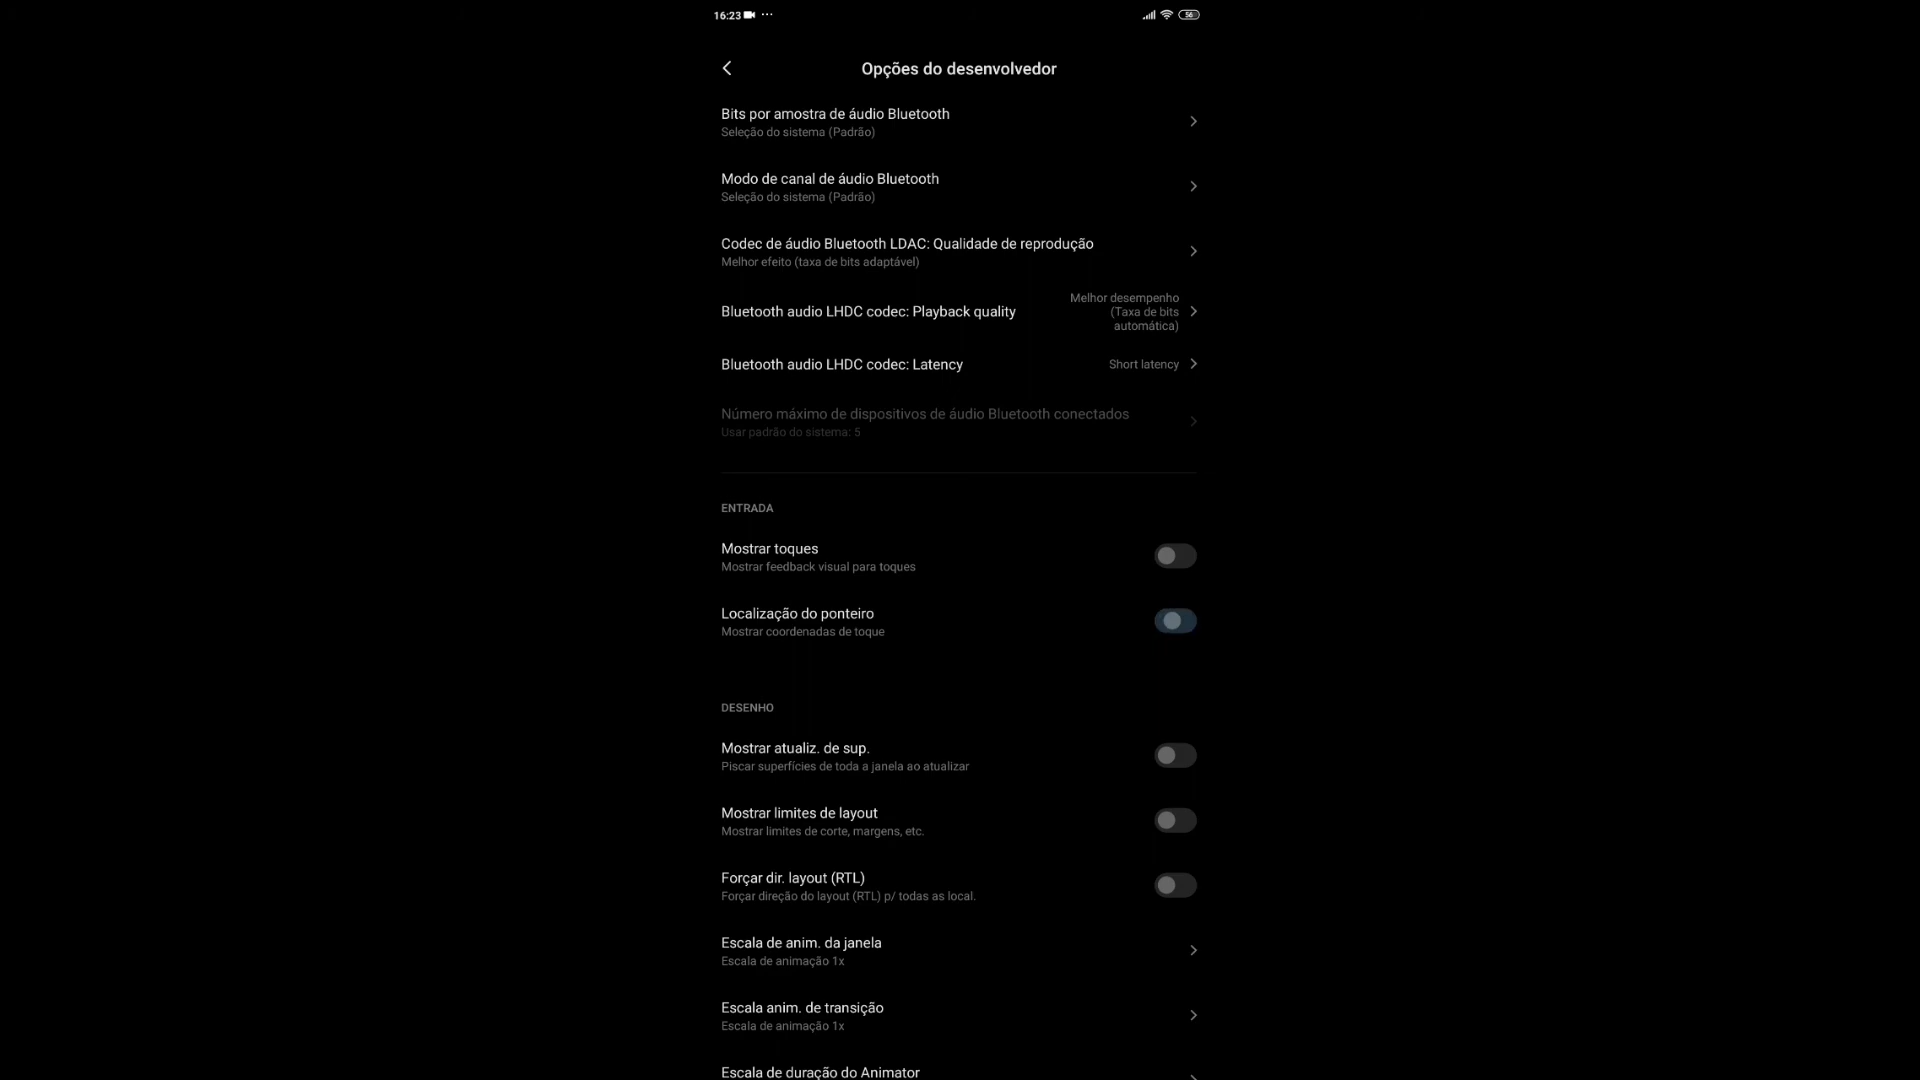 16:23
56
Opções do desenvolvedor
Bits por amostra de áudio Bluetooth
Seleção do sistema (Padrão)
Modo de canal de áudio Bluetooth
Seleção do sistema (Padrão)
Codec de áudio Bluetooth LDAC: Qualidade de reprodução
Melhor efeito (taxa de bits adaptável)
Bluetooth audio LHDC codec: Playback quality
Melhor desempenho
(Taxa de bits
automática)
Bluetooth audio LHDC codec: Latency
Short latency
Número máximo de dispositivos de áudio Bluetooth conectados
Usar padrão do sistema: 5
ENTRADA
Mostrar toques
Mostrar feedback visual para toques
Localização do ponteiro
Mostrar coordenadas de toque
DESENHO
Mostrar atualiz. de sup.
Piscar superfícies de toda a janela ao atualizar
Mostrar limites de layout
Mostrar limites de corte, margens, etc.
Forçar dir. layout (RTL)
Forçar direção do layout (RTL) p/ todas as local.
Escala de anim. da janela
Escala de animação 1x
Escala anim. de transição
Escala de animação 1x
Escala de duração do Animator